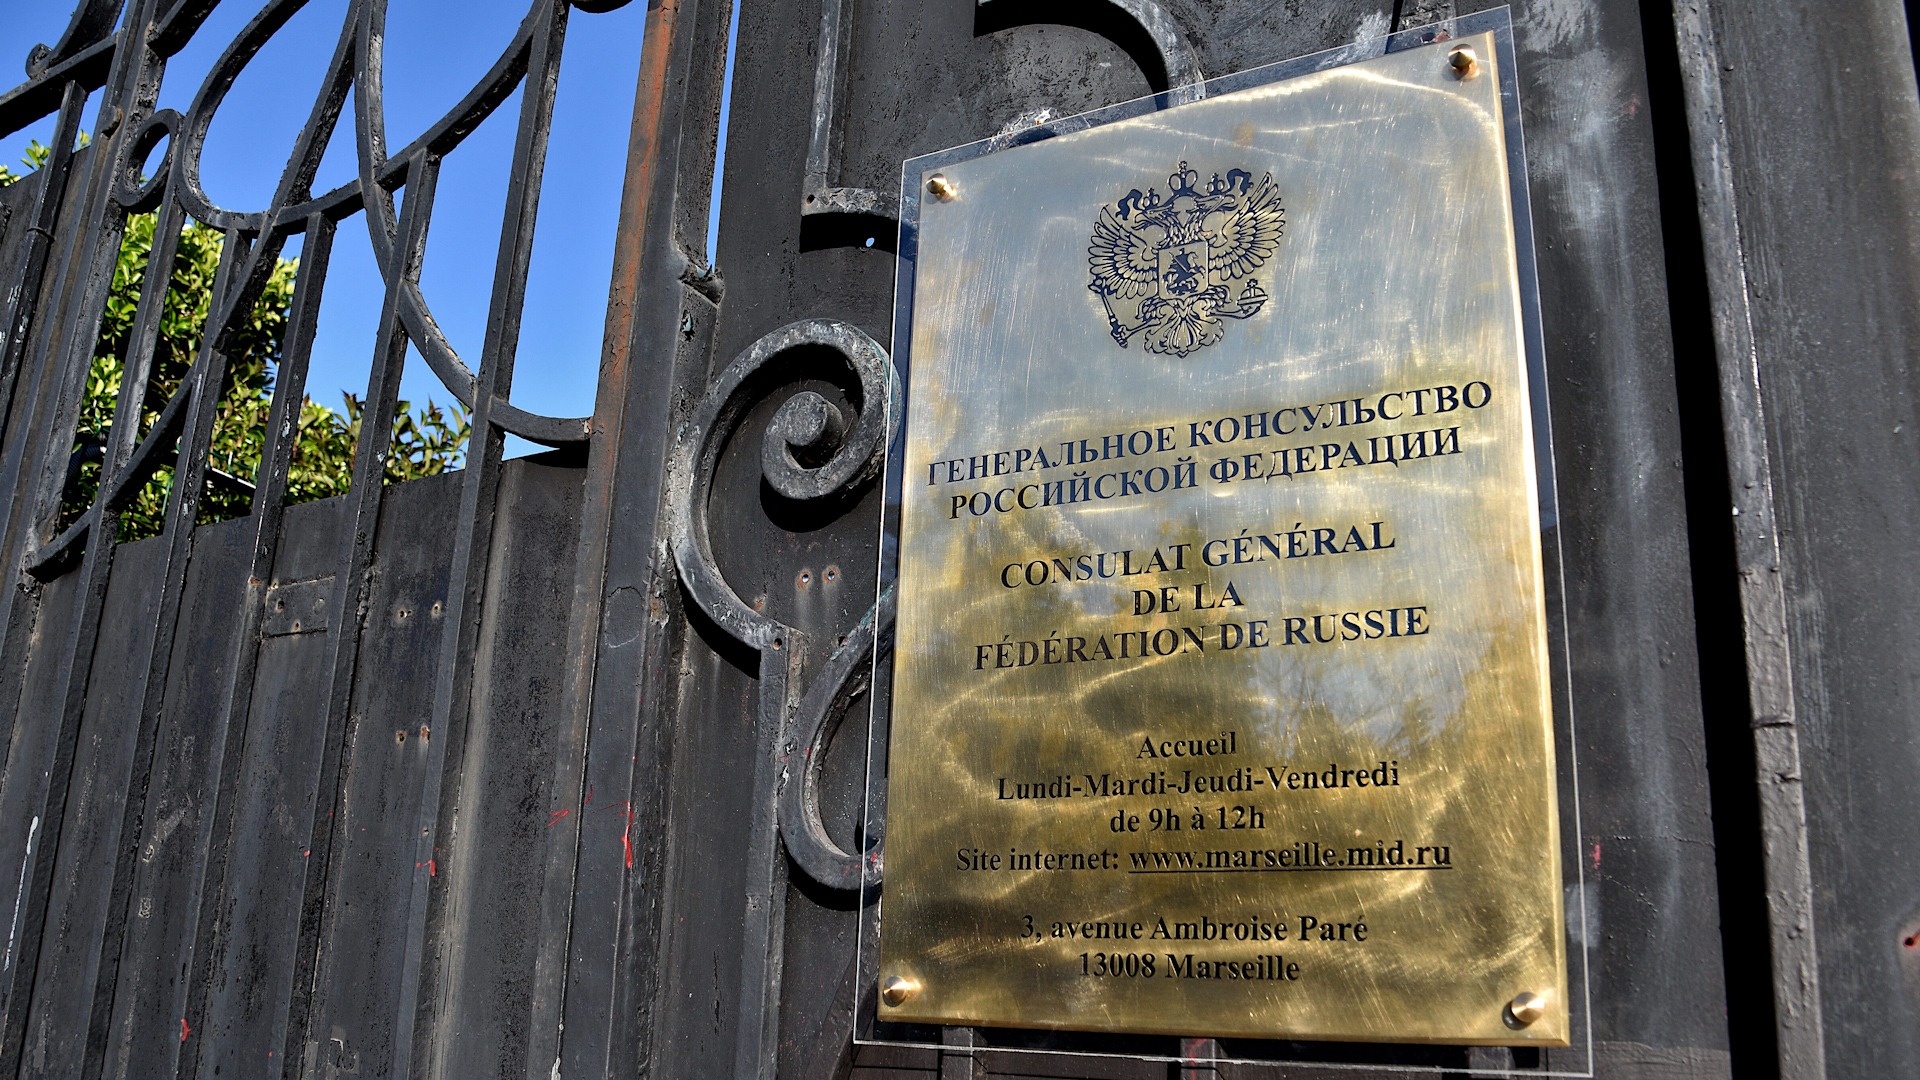 ГЕНЕРАЛЬНОЕ КОНСУЛЬСТВО
РОССИЙСКОЙ ФЕДЕРАЦИИ
CONSULAT GÉNÉRAL
DE LA
FÉDÉRATION DE RUSSIE
Accueil
Lundi-Mardi-Jeudi-Vendredi
de 9h à 12h
Site internet: www.marseille.mid.ru
3, avenue Ambroise Paré
13008 Marseille